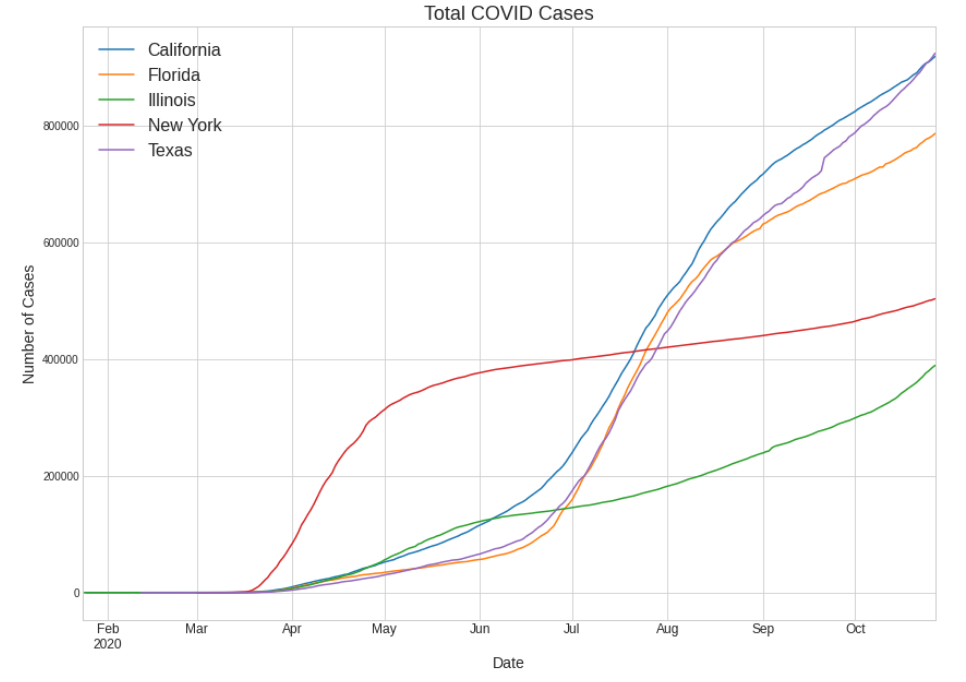 Total COVID Cases
California
Florida
Illinois
New York
Texas
Number of Cases
800000
600000
400000
200000
0
Feb
2020
Mar
Apr
May
Jun
Jul
Aug
Sep
Oct
Date